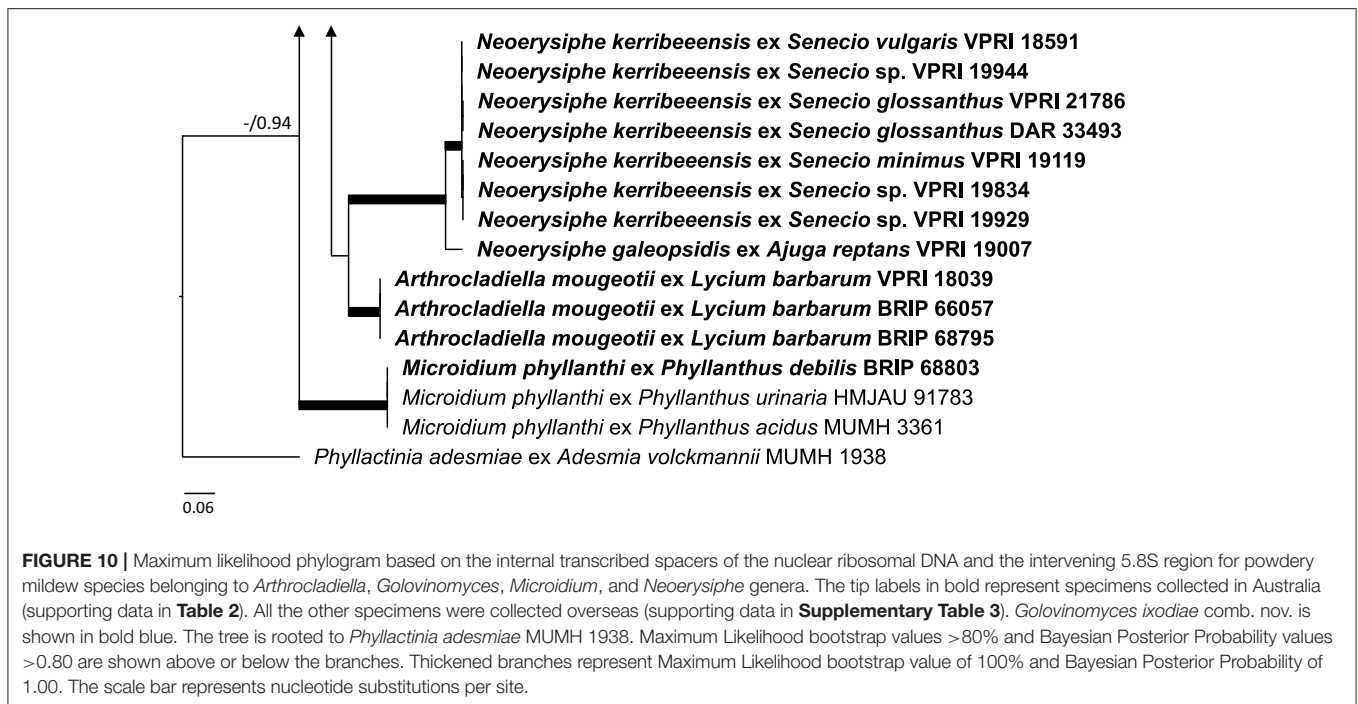 Neoerysiphe kerribeeensis ex Senecio vulgaris VPRI 18591
Neoerysiphe kerribeeensis ex Senecio sp. VPRI 19944
-/0.94
Neoerysiphe kerribeeensis ex Senecio glossanthus VPRI 21786
Neoerysiphe kerribeeensis ex Senecio glossanthus DAR 33493
Neoerysiphe kerribeeensis ex Senecio minimus VPRI 19119
Neoerysiphe kerribeeensis ex Senecio sp. VPRI 19834
Neoerysiphe kerribeeensis ex Senecio sp. VPRI 19929
Neoerysiphe galeopsidis ex Ajuga reptans VPRI 19007
Arthrocladiella mougeotii ex Lycium barbarum VPRI 18039
Arthrocladiella mougeotii ex Lycium barbarum BRIP 66057
Arthrocladiella mougeotii ex Lycium barbarum BRIP 68795
Microidium phyllanthi ex Phyllanthus debilis BRIP 68803
Microidium phyllanthi ex Phyllanthus urinaria HMJAU 91783
Microidium phyllanthi ex Phyllanthus acidus MUMH 3361
Phyllactinia adesmiae ex Adesmia volckmannii MUMH 1938
0.06
FIGURE 10 | Maximum likelihood phylogram based on the internal transcribed spacers of the nuclear ribosomal DNA and the intervening 5.8S region for powdery
mildew species belonging to Arthrocladiella, Golovinomyces, Microidium, and Neoerysiphe genera. The tip labels in bold represent specimens collected in Australia
(supporting data in Table 2). All the other specimens were collected overseas (supporting data in Supplementary Table 3). Golovinomyces ixodiae comb. nov. is
shown in bold blue. The tree is rooted to Phyllactinia adesmiae MUMH 1938. Maximum Likelihood bootstrap values >80% and Bayesian Posterior Probability values
>0.80 are shown above or below the branches. Thickened branches represent Maximum Likelihood bootstrap value of 100% and Bayesian Posterior Probability of
1.00. The scale bar represents nucleotide substitutions per site.